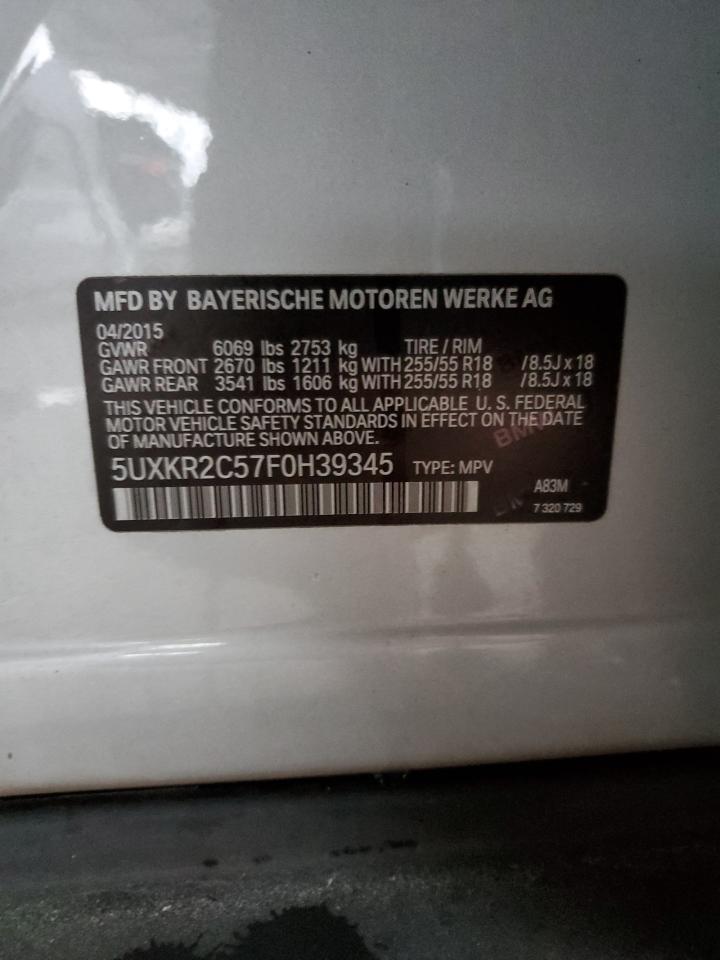 MFD BY BAYERISCHE MOTOREN WERKE AG
04/2015
GVWR 6069 lbs 2753 kg TIRE / RIM
GAWR FRONT 2670 lbs 1211 kg WITH 255/55 R18 /8.5J x 18
GAWR REAR 3541 lbs 1606 kg WITH 255/55 R18 /8.5J x 18
THIS VEHICLE CONFORMS TO ALL APPLICABLE U. S. FEDERAL
MOTOR VEHICLE SAFETY STANDARDS IN EFFECT ON THE DATE
OF MANUFACTURE SHOWN ABOVE.
BMW
5UXKR2C57F0H39345 TYPE: MPV
A83M
7 320 729